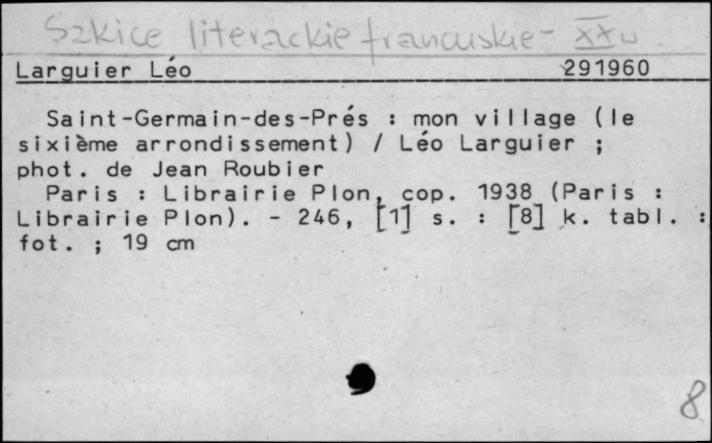 Szkice literackie francuskie - XX w.
Larguier Léo 291960
Saint-Germain-des-Prés : mon village (le
sixième arrondissement) / Léo Larguier ;
phot. de Jean Roubier
Paris : Librairie Plon, cop. 1938 (Paris :
Librairie Plon). - 246, [1] s. : [8] k. tabl. :
fot. ; 19 cm
8